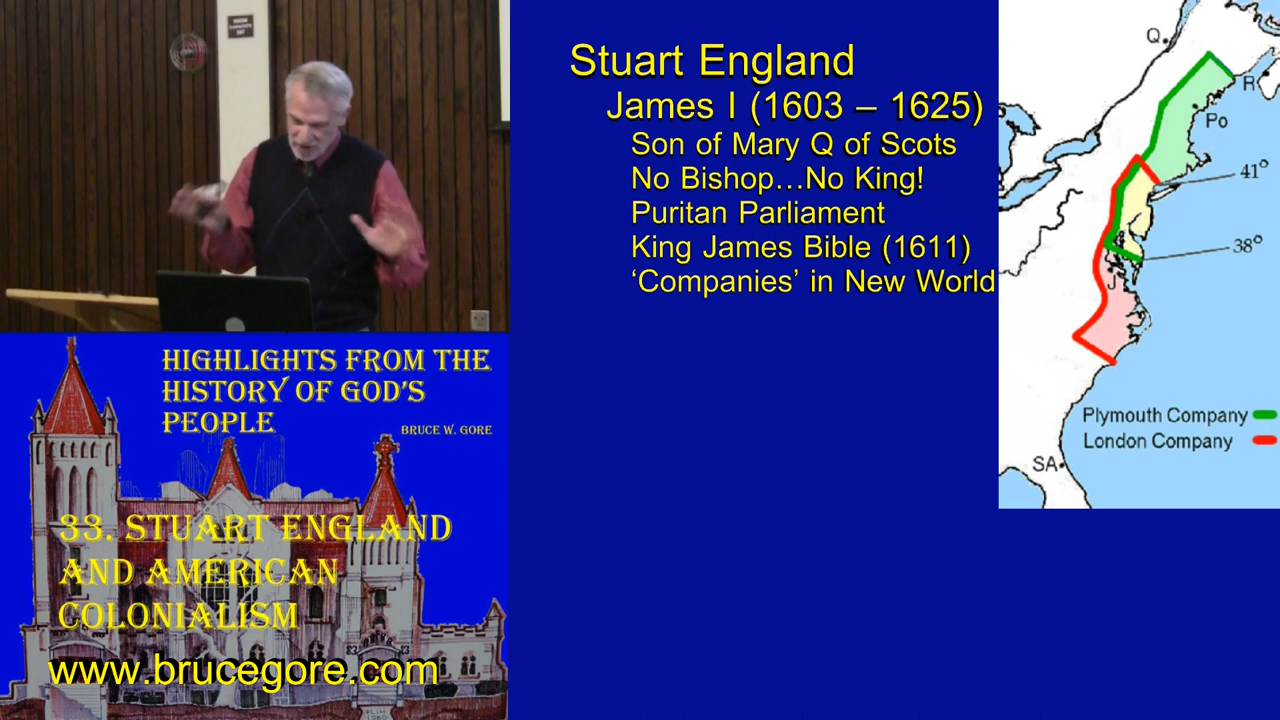 Stuart England
James I (1603 – 1625)
Son of Mary Q of Scots
No Bishop…No King!
Puritan Parliament
King James Bible (1611)
‘Companies’ in New World
Q
R
Po
41°
38°
J
Plymouth Company
London Company
SA
HIGHLIGHTS FROM THE
HISTORY OF GOD'S
PEOPLE
BRUCE W. GORE
33. STUART ENGLAND
AND AMERICAN
COLONIALISM
www.brucegore.com